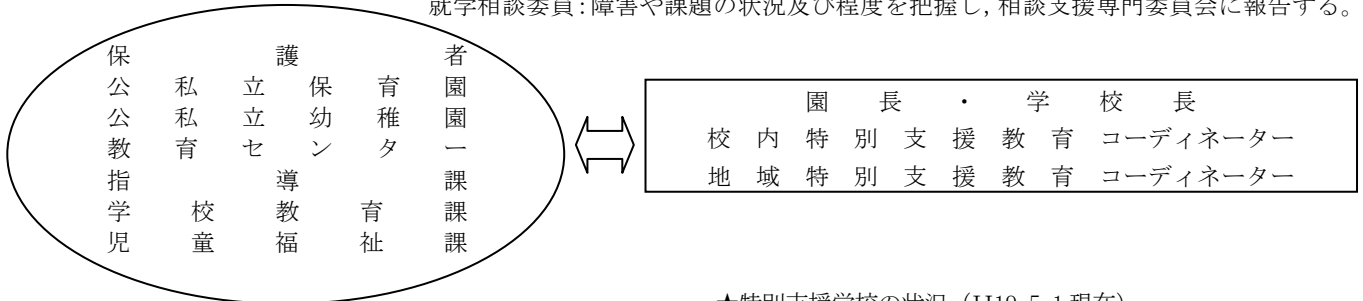 就学相談委員:障害や課題の状況及び程度を把握し,相談支援専門委員会に報告する。
保護者
公私立保育園
公私立幼稚園
教育センター
指導課
学校教育課
児童福祉課
園長・学校長
校内特別支援教育コーディネーター
地域特別支援教育コーディネーター
★特別支援学校の状況(H19.5.1現在)